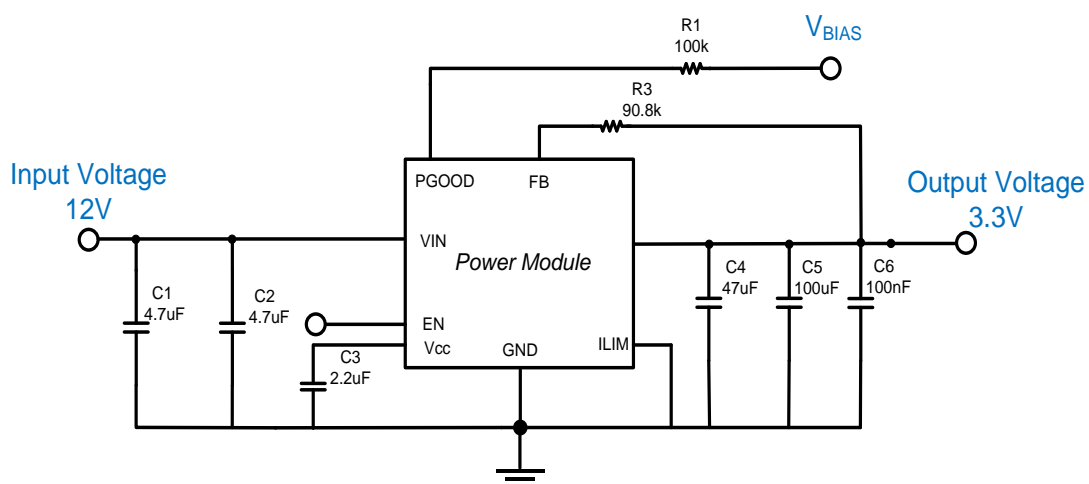 R1
100k
V_BIAS
R3
90.8k
Input Voltage
12V
PGOOD
FB
Output Voltage
3.3V
VIN
Power Module
C1
4.7uF
C2
4.7uF
C4
47uF
C5
100uF
C6
100nF
EN
Vcc
C3
2.2uF
GND
ILIM